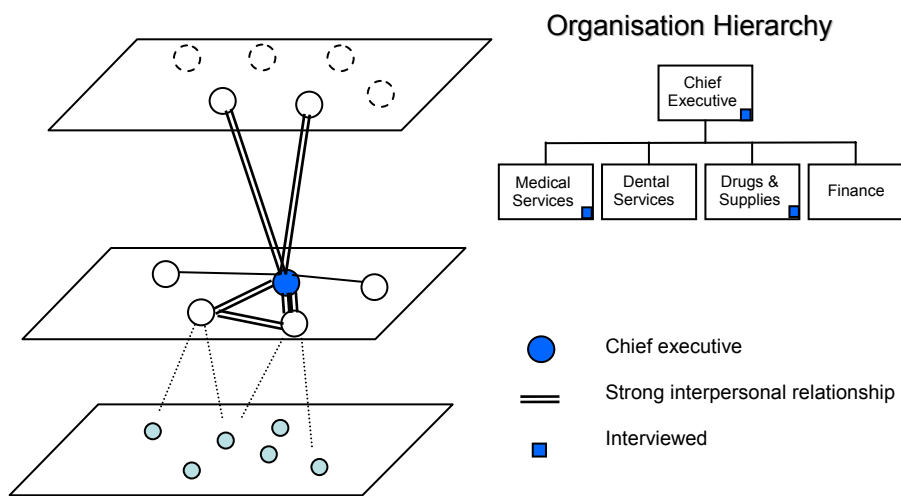 Organisation Hierarchy
Chief
Executive
Medical
Services
Dental
Services
Drugs &
Supplies
Finance
Chief executive
Strong interpersonal relationship
Interviewed